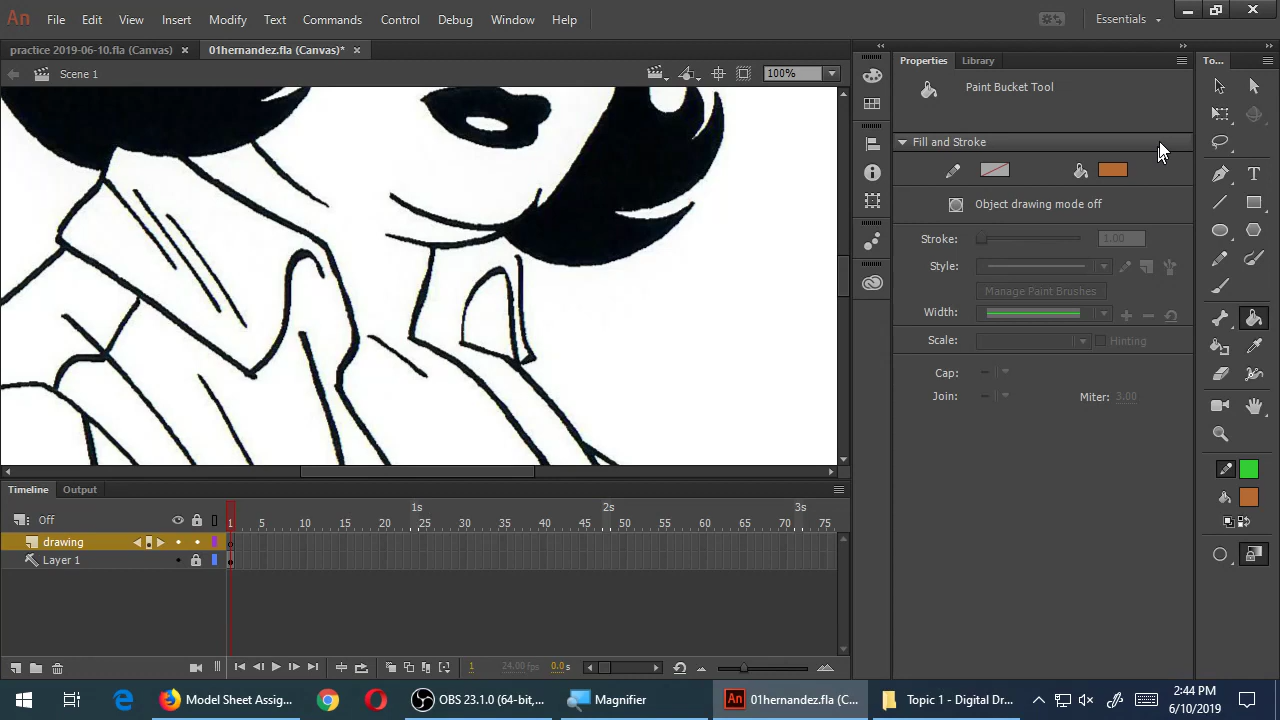 An File Edit View Insert Modify Text Commands Control Debug Window Help Essentials
practice 2019-06-10.fla (Canvas) × 01hernandez.fla (Canvas)* ×
Scene 1 100%
Properties Library To...
Paint Bucket Tool
Fill and Stroke
Object drawing mode off
Stroke: 1.00
Style:
Manage Paint Brushes
Width:
Scale: Hinting
Cap:
Join: Miter: 3.00
Timeline Output
Off 1s 2s 3s
1 5 10 15 20 25 30 35 40 45 50 55 60 65 70 75
drawing
Layer 1
1 24.00 fps 0.0 s
Model Sheet Assig... OBS 23.1.0 (64-bit,... Magnifier An 01hernandez.fla (C... Topic 1 - Digital Dr...
2:44 PM
6/10/2019